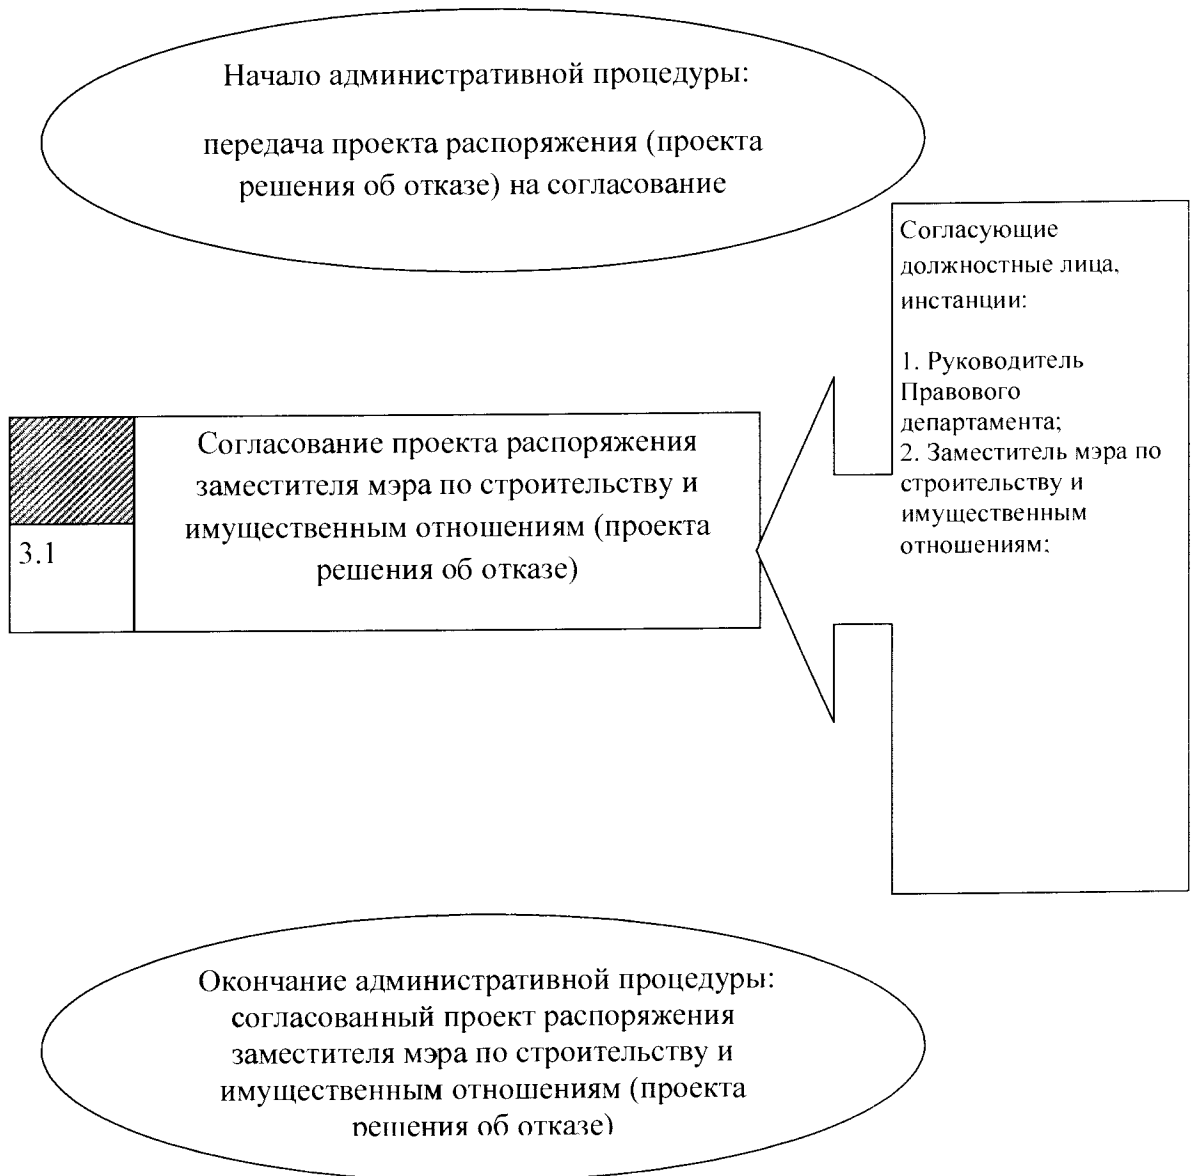 Начало административной процедуры:
передача проекта распоряжения (проекта
решения об отказе) на согласование
Согласующие
должностные лица,
инстанции:
1. Руководитель
Правового
департамента;
2. Заместитель мэра по
строительству и
имущественным
отношениям;
3.1
Согласование проекта распоряжения
заместителя мэра по строительству и
имущественным отношениям (проекта
решения об отказе)
Окончание административной процедуры:
согласованный проект распоряжения
заместителя мэра по строительству и
имущественным отношениям (проекта
решения об отказе)